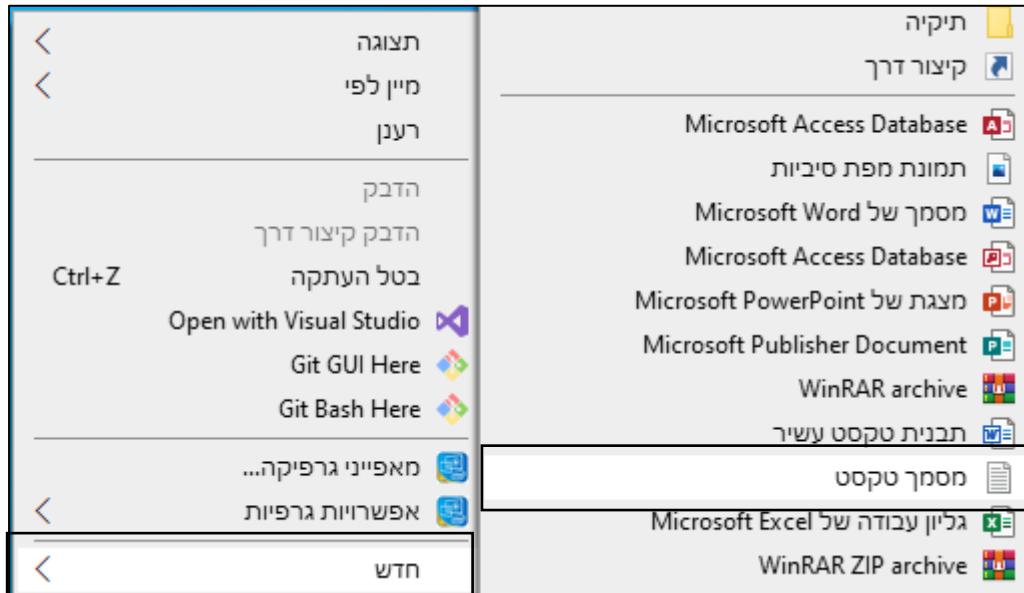 תיקיה
קיצור דרך
Microsoft Access Database
תמונת מפת סיביות
מסמך של Microsoft Word
Microsoft Access Database
מצגת של Microsoft PowerPoint
Microsoft Publisher Document
WinRAR archive
תבנית טקסט עשיר
מסמך טקסט
גליון עבודה של Microsoft Excel
WinRAR ZIP archive
תצוגה
מיין לפי
רענן
הדבק
הדבק קיצור דרך
בטל העתקה Ctrl+Z
Open with Visual Studio
Git GUI Here
Git Bash Here
מאפייני גרפיקה...
אפשרויות גרפיות
חדש